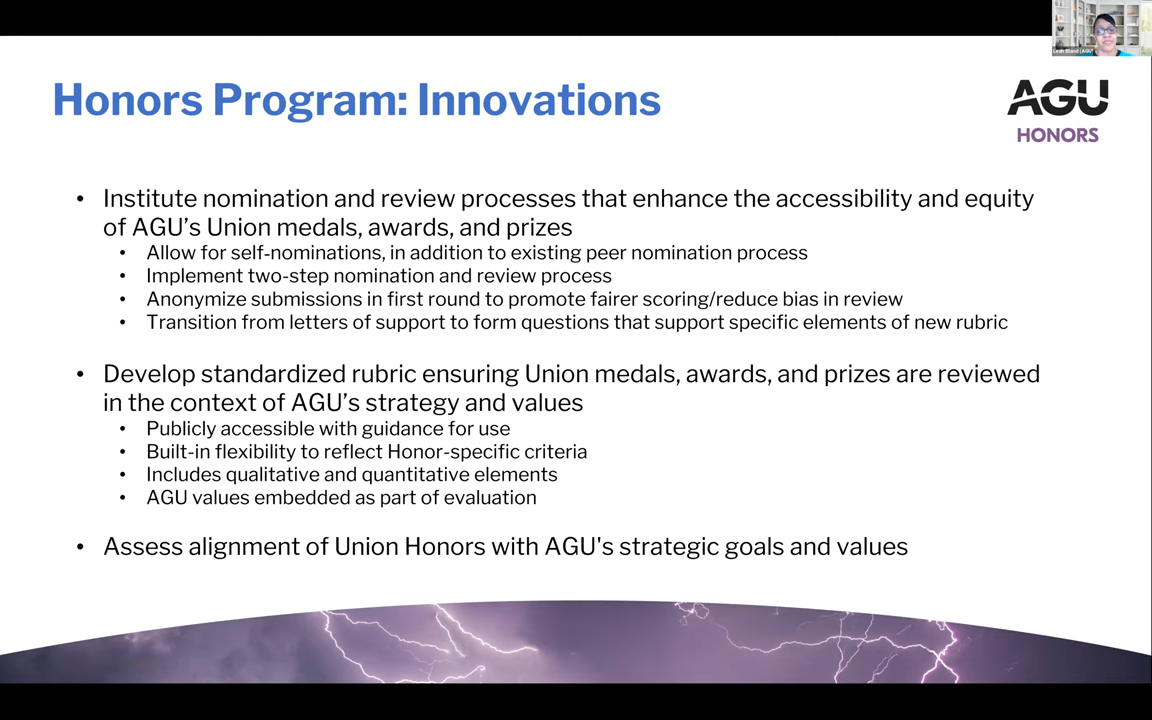 Leah Bland (AGU)
Honors Program: Innovations
AGU
HONORS
• Institute nomination and review processes that enhance the accessibility and equity
of AGU’s Union medals, awards, and prizes
• Allow for self-nominations, in addition to existing peer nomination process
• Implement two-step nomination and review process
• Anonymize submissions in first round to promote fairer scoring/reduce bias in review
• Transition from letters of support to form questions that support specific elements of new rubric
• Develop standardized rubric ensuring Union medals, awards, and prizes are reviewed
in the context of AGU’s strategy and values
• Publicly accessible with guidance for use
• Built-in flexibility to reflect Honor-specific criteria
• Includes qualitative and quantitative elements
• AGU values embedded as part of evaluation
• Assess alignment of Union Honors with AGU's strategic goals and values